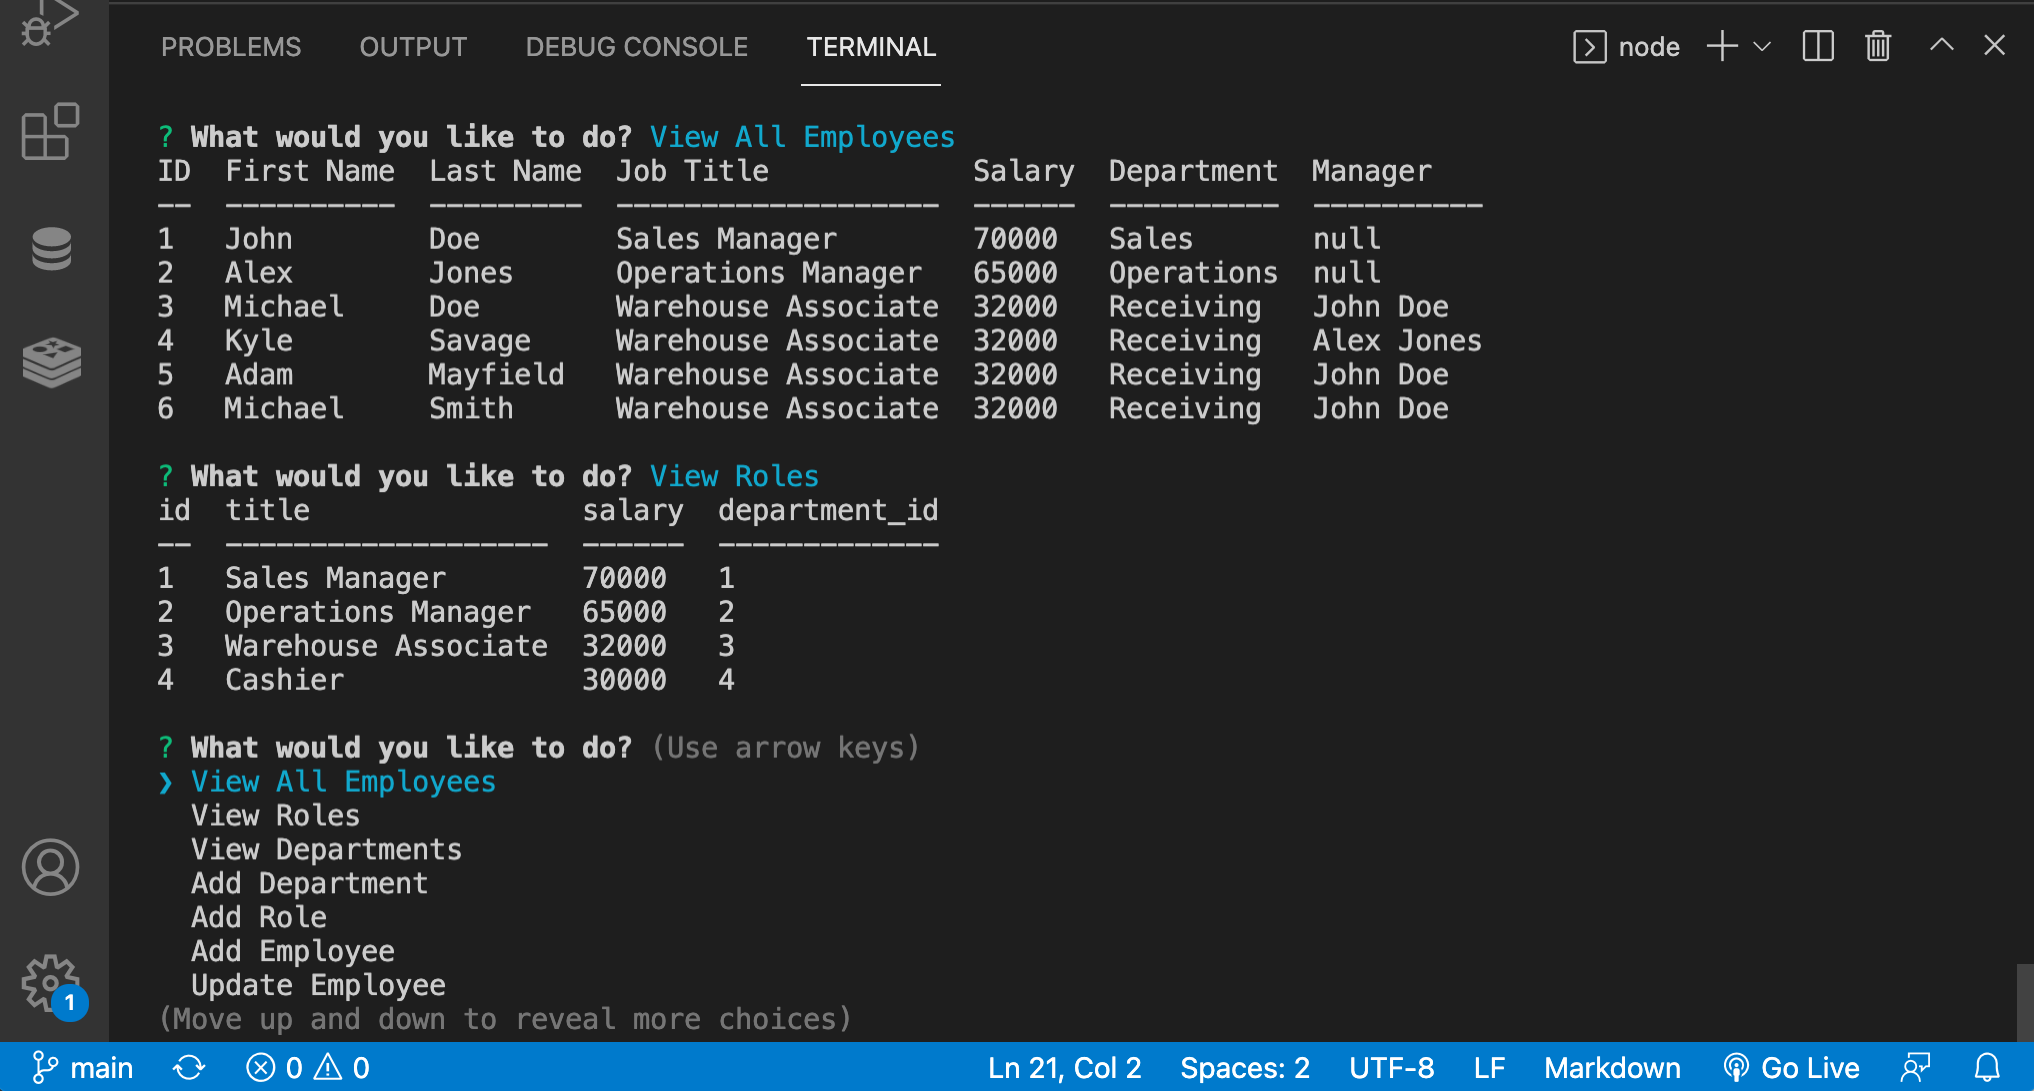 PROBLEMS OUTPUT DEBUG CONSOLE TERMINAL node
? What would you like to do? View All Employees
ID First Name Last Name Job Title Salary Department Manager
-- ---------- --------- ------------------- ------ ---------- ----------
1 John Doe Sales Manager 70000 Sales null
2 Alex Jones Operations Manager 65000 Operations null
3 Michael Doe Warehouse Associate 32000 Receiving John Doe
4 Kyle Savage Warehouse Associate 32000 Receiving Alex Jones
5 Adam Mayfield Warehouse Associate 32000 Receiving John Doe
6 Michael Smith Warehouse Associate 32000 Receiving John Doe
? What would you like to do? View Roles
id title salary department_id
-- ------------------- ------ -------------
1 Sales Manager 70000 1
2 Operations Manager 65000 2
3 Warehouse Associate 32000 3
4 Cashier 30000 4
? What would you like to do? (Use arrow keys)
❯ View All Employees
View Roles
View Departments
Add Department
Add Role
Add Employee
Update Employee
(Move up and down to reveal more choices)
1
main 0 0 Ln 21, Col 2 Spaces: 2 UTF-8 LF Markdown Go Live